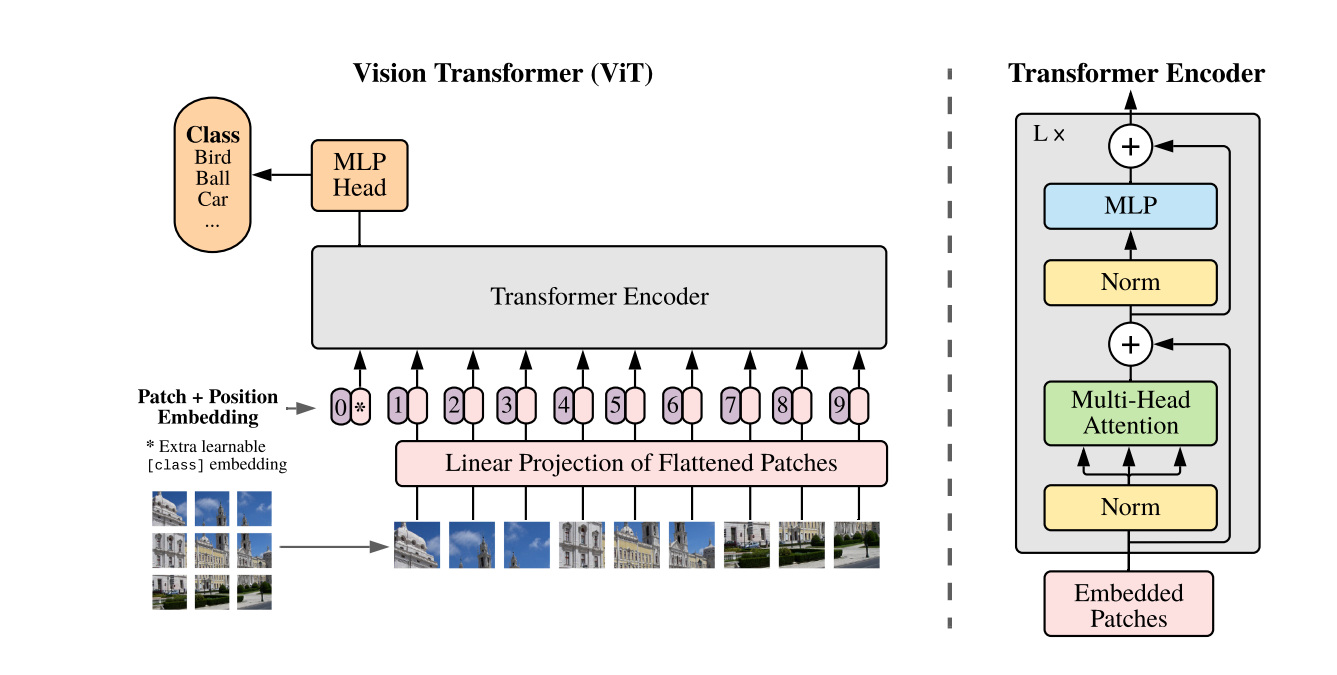 Vision Transformer (ViT)
Class
Bird
Ball
Car
...
MLP
Head
Transformer Encoder
Patch + Position
Embedding
* Extra learnable
[class] embedding
0 * 1 2 3 4 5 6 7 8 9
Linear Projection of Flattened Patches
Transformer Encoder
L ×
+
MLP
Norm
+
Multi-Head
Attention
Norm
Embedded
Patches